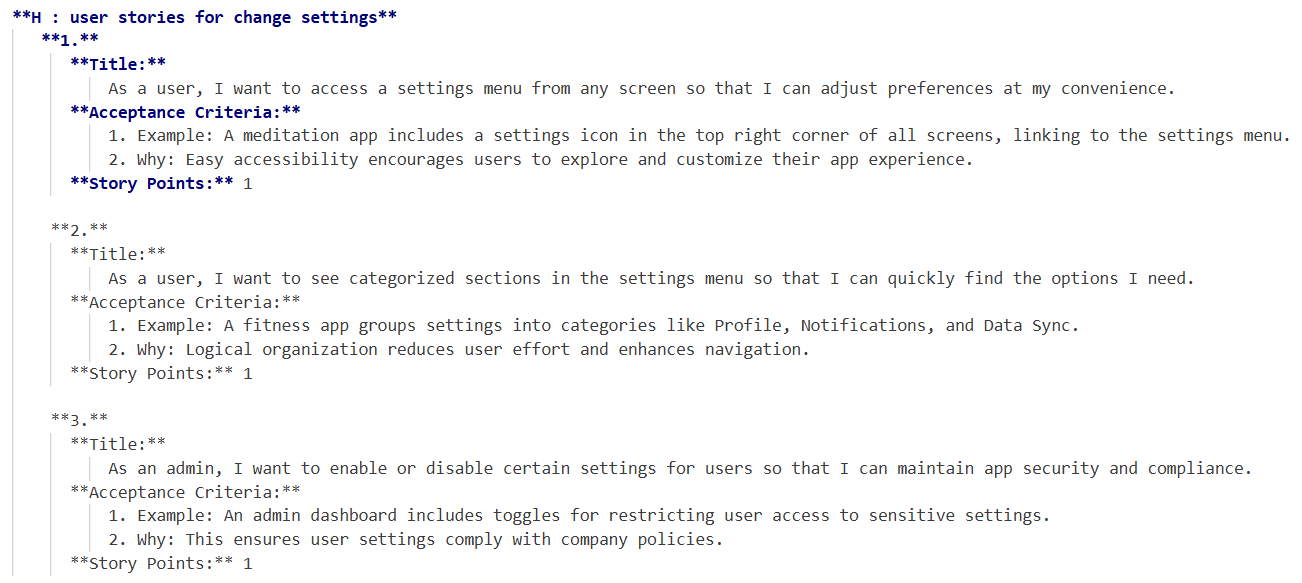 **H : user stories for change settings**
**1.**
**Title:**
As a user, I want to access a settings menu from any screen so that I can adjust preferences at my convenience.
**Acceptance Criteria:**
1. Example: A meditation app includes a settings icon in the top right corner of all screens, linking to the settings menu.
2. Why: Easy accessibility encourages users to explore and customize their app experience.
**Story Points:** 1
**2.**
**Title:**
As a user, I want to see categorized sections in the settings menu so that I can quickly find the options I need.
**Acceptance Criteria:**
1. Example: A fitness app groups settings into categories like Profile, Notifications, and Data Sync.
2. Why: Logical organization reduces user effort and enhances navigation.
**Story Points:** 1
**3.**
**Title:**
As an admin, I want to enable or disable certain settings for users so that I can maintain app security and compliance.
**Acceptance Criteria:**
1. Example: An admin dashboard includes toggles for restricting user access to sensitive settings.
2. Why: This ensures user settings comply with company policies.
**Story Points:** 1